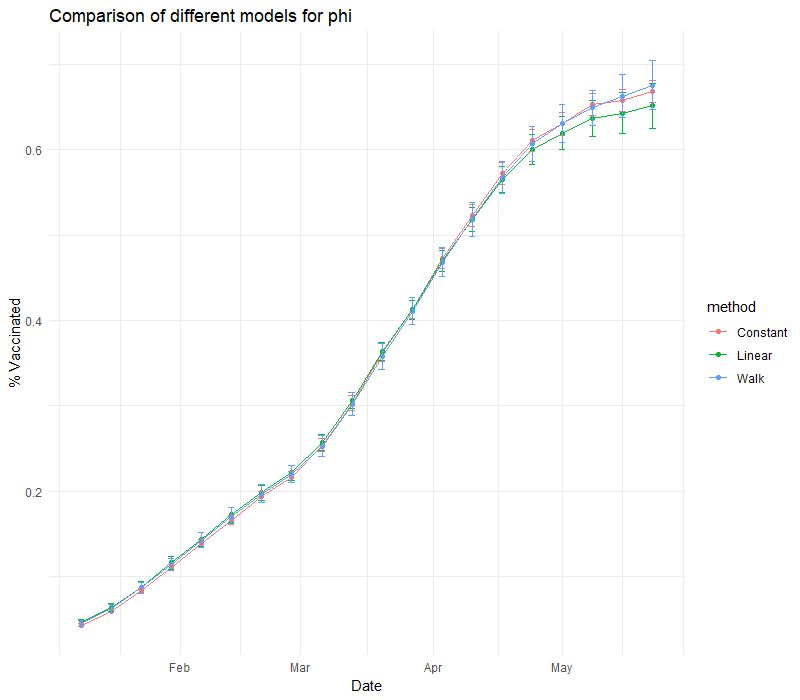 Comparison of different models for phi
% Vaccinated
0.6
0.4
0.2
Feb
Mar
Apr
May
Date
method
Constant
Linear
Walk